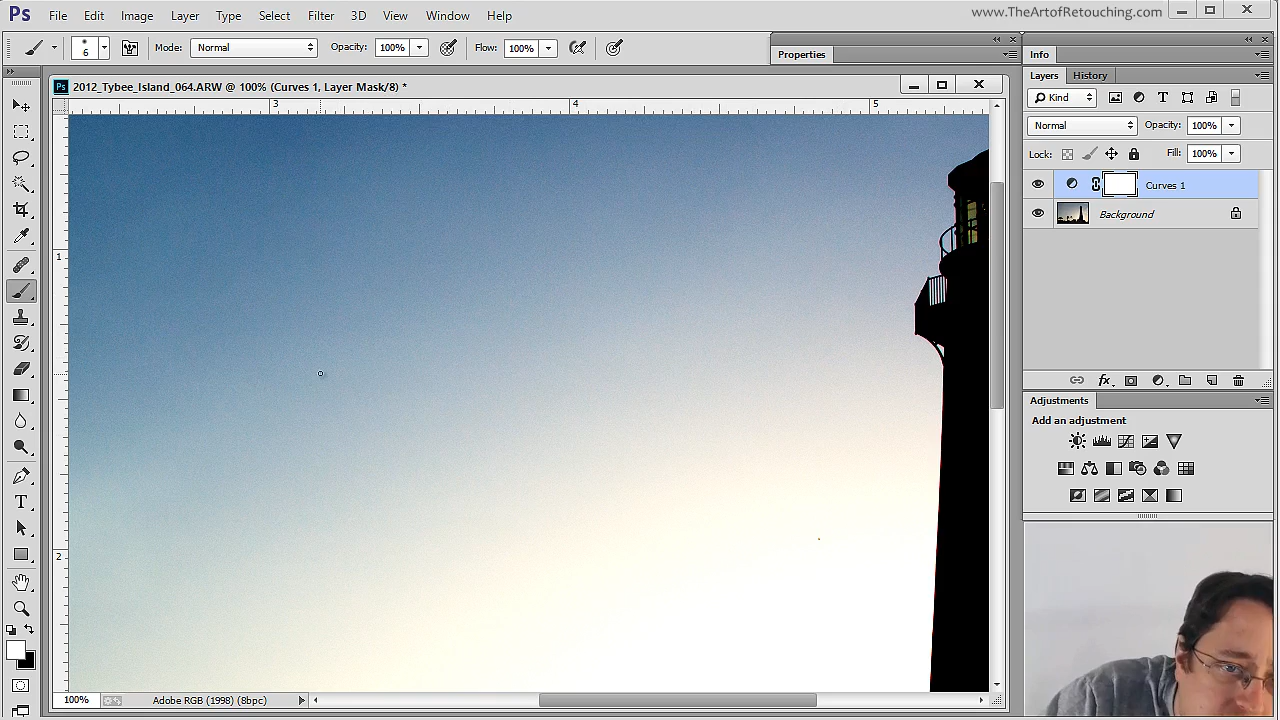 Ps File Edit Image Layer Type Select Filter 3D View Window Help www.TheArtofRetouching.com
6 Mode: Normal Opacity: 100% Flow: 100% Properties Info
Ps 2012_Tybee_Island_064.ARW @ 100% (Curves 1, Layer Mask/8) *
Layers History
3 4 5
Kind T
Normal Opacity: 100%
Lock: Fill: 100%
Curves 1
Background
1
fx
Adjustments
Add an adjustment
T
2
100% Adobe RGB (1998) (8bpc)